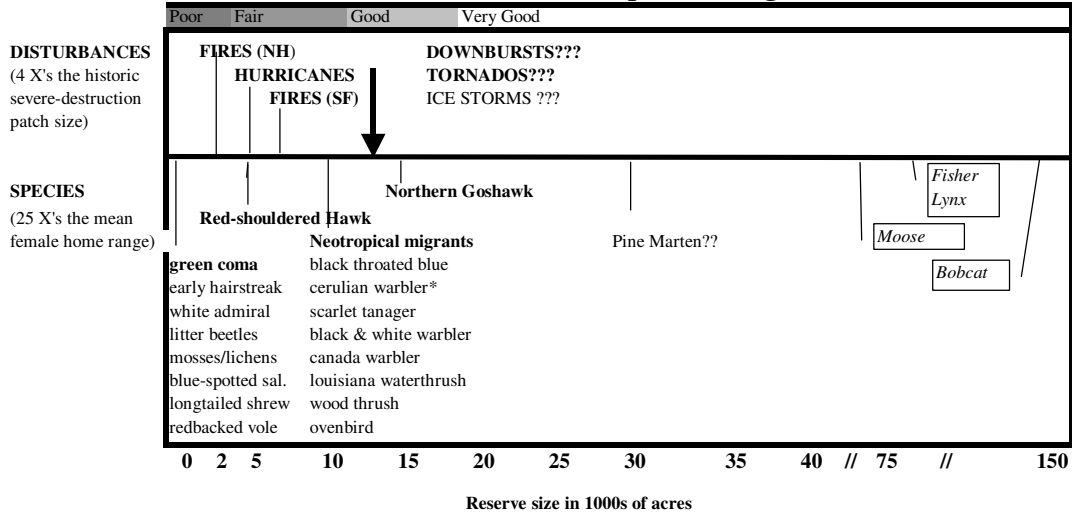 Poor Fair Good Very Good
DISTURBANCES
(4 X's the historic
severe-destruction
patch size)
FIRES (NH)
HURRICANES
FIRES (SF)
DOWNBURSTS???
TORNADOS???
ICE STORMS ???
SPECIES
(25 X's the mean
female home range)
Northern Goshawk
Red-shouldered Hawk
Neotropical migrants
black throated blue
cerulian warbler*
scarlet tanager
black & white warbler
canada warbler
louisiana waterthrush
wood thrush
ovenbird
green coma
early hairstreak
white admiral
litter beetles
mosses/lichens
blue-spotted sal.
longtailed shrew
redbacked vole
Pine Marten??
Fisher
Lynx
Moose
Bobcat
0 2 5 10 15 20 25 30 35 40 // 75 // 150
Reserve size in 1000s of acres